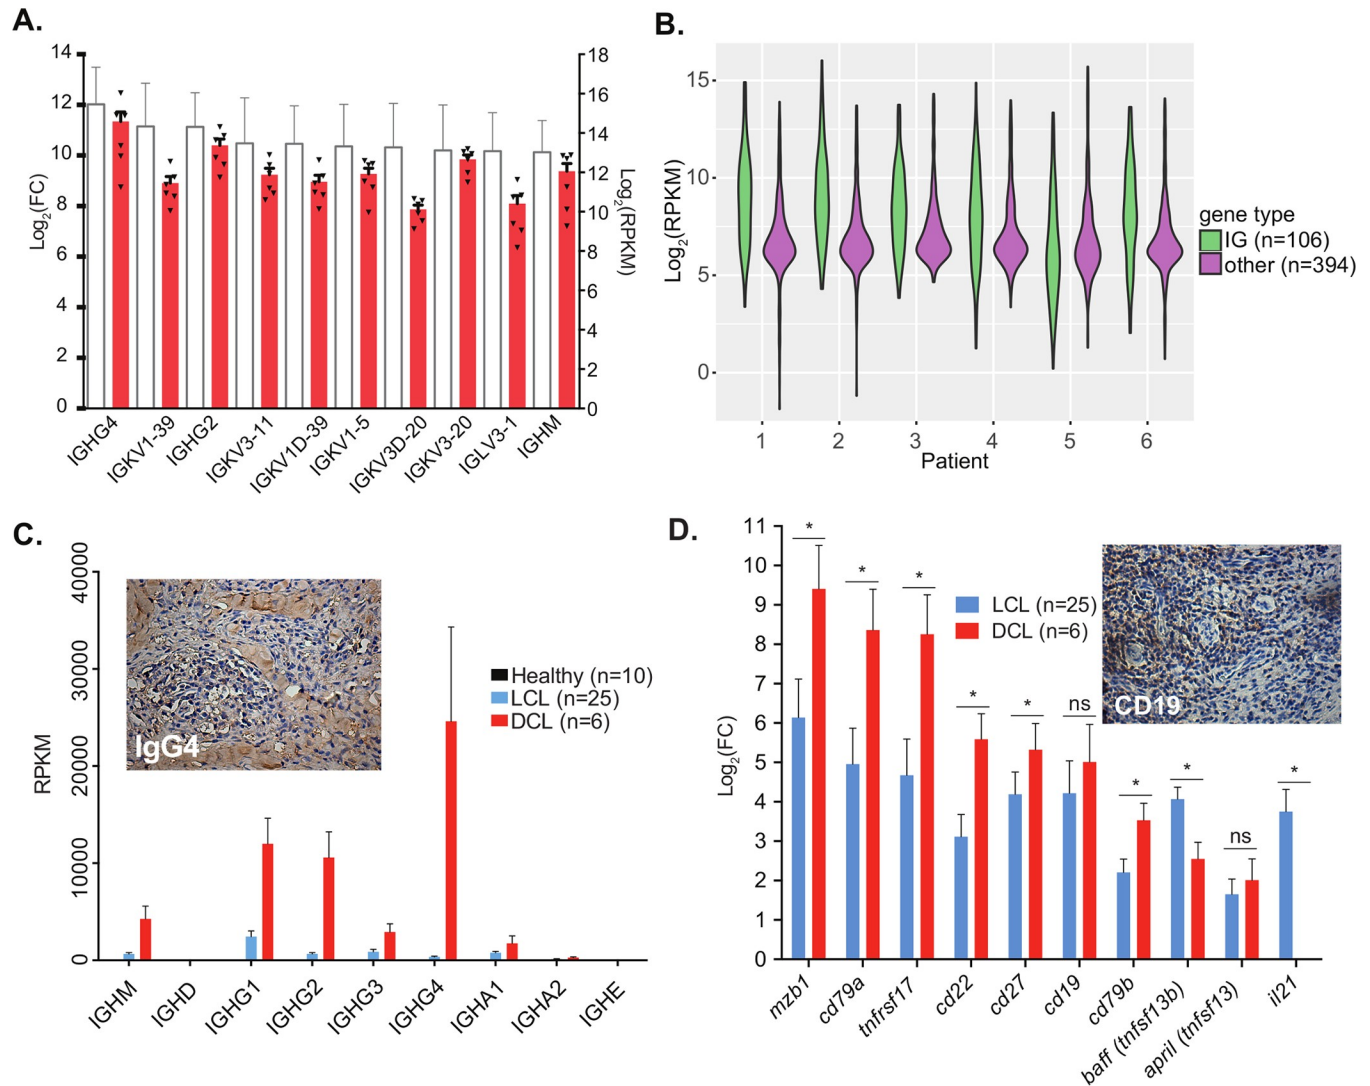 A.
Log2(FC)
14
12
10
8
6
4
2
0
18
16
14
12
10
8
6
4
2
0
Log2(RPKM)
IGHG4
IGKV1-39
IGHG2
IGKV3-11
IGKV1D-39
IGKV1-5
IGKV3D-20
IGKV3-20
IGLV3-1
IGHM
B.
Log2(RPKM)
15
10
5
0
1 2 3 4 5 6
Patient
gene type
IG (n=106)
other (n=394)
C.
RPKM
40000
30000
20000
10000
0
IgG4
Healthy (n=10)
LCL (n=25)
DCL (n=6)
IGHM
IGHD
IGHG1
IGHG2
IGHG3
IGHG4
IGHA1
IGHA2
IGHE
D.
Log2(FC)
11
10
9
8
7
6
5
4
3
2
1
0
* * * * * ns * * ns *
LCL (n=25)
DCL (n=6)
CD19
mzb1
cd79a
tnfrsf17
cd22
cd27
cd19
cd79b
baff (tnfsf13b)
april (tnfsf13)
il21